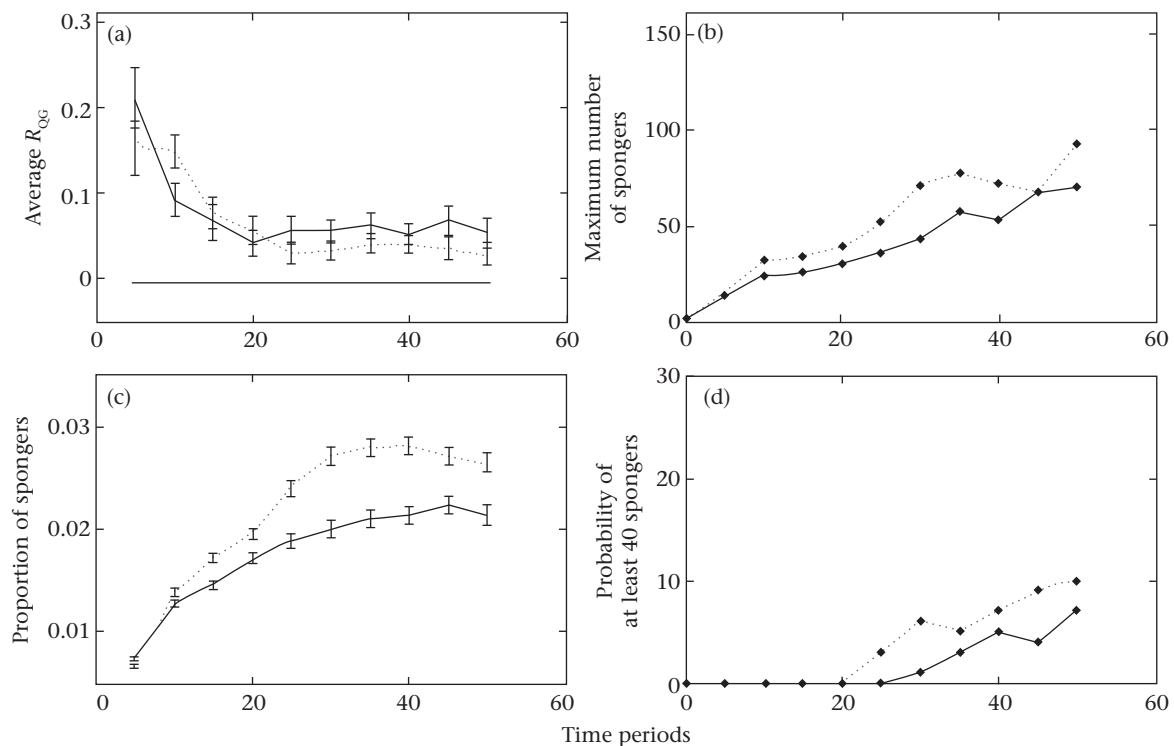 (a)
0.3
0.2
0.1
0
Average R_QG
0
20
40
60
(b)
150
100
50
0
Maximum number
of spongers
0
20
40
60
(c)
0.03
0.02
0.01
Proportion of spongers
0
20
40
60
(d)
30
20
10
0
Probability of
at least 40 spongers
0
20
40
60
Time periods